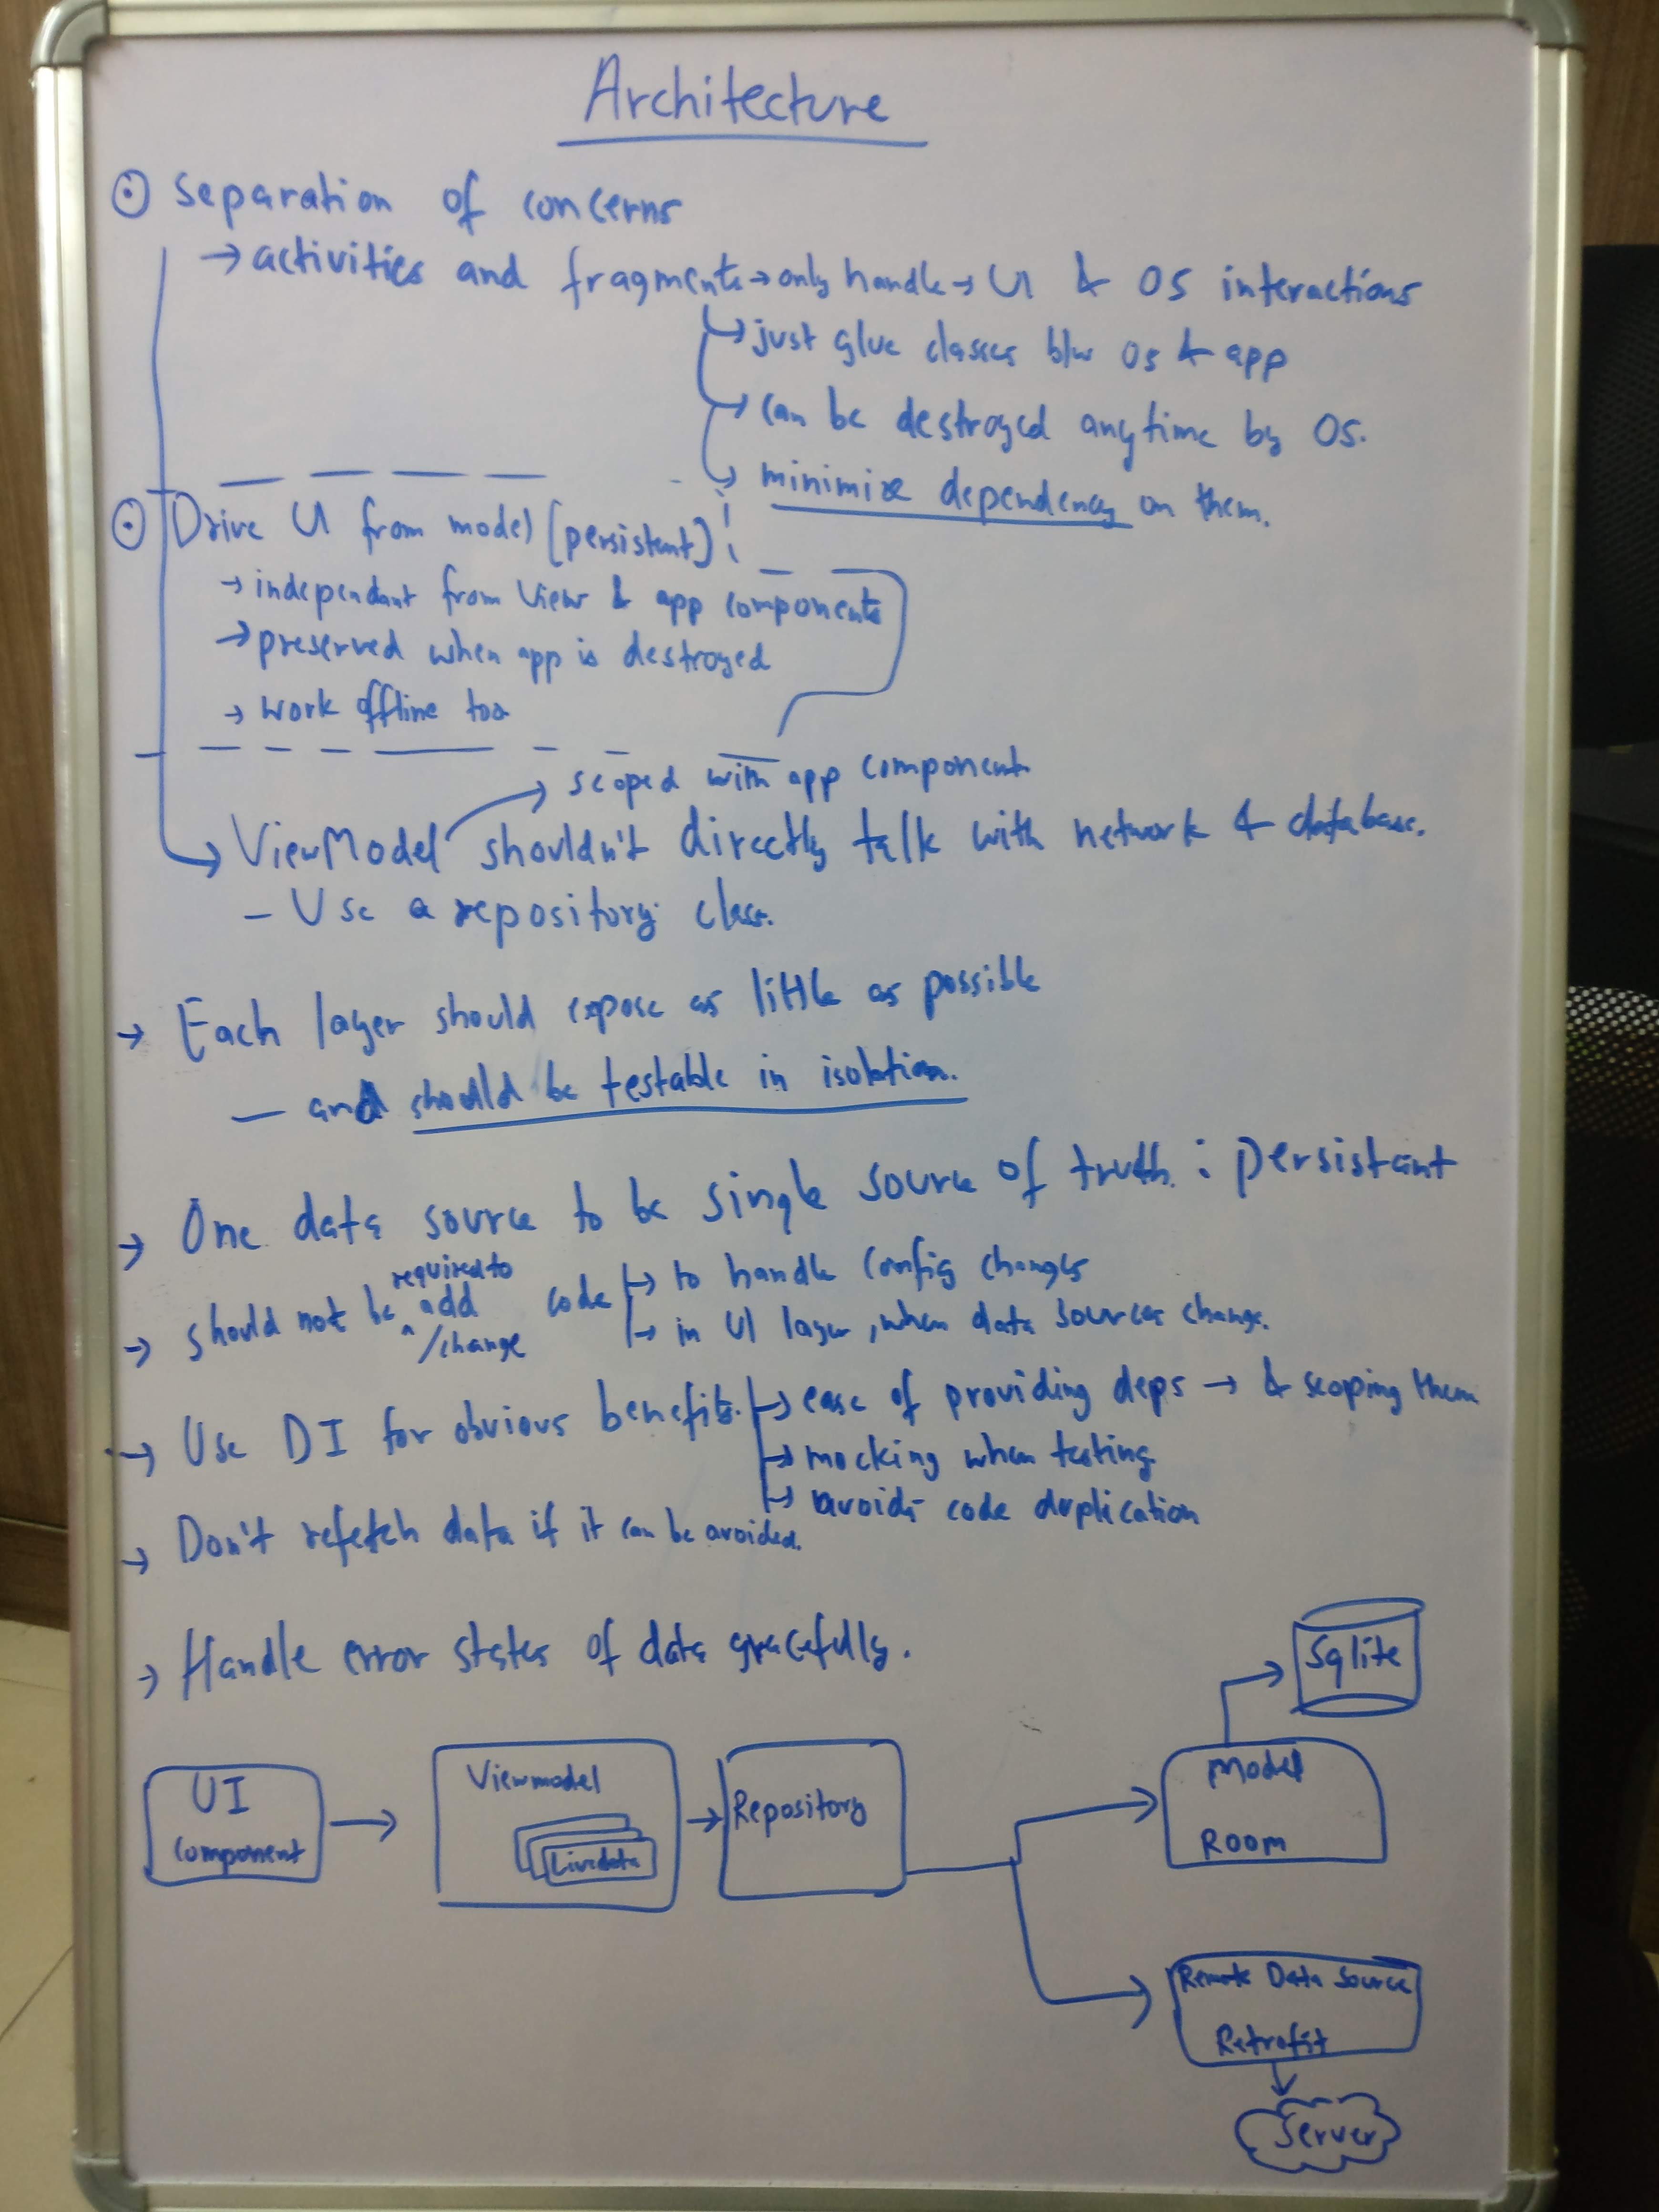 Architecture
⊙ Separation of concerns
→ activities and fragments → only handle → UI & OS interactions
↳ just glue classes b/w OS & app
↳ can be destroyed anytime by OS.
↳ minimize dependency on them.
⊙ Drive UI from model [persistent]
→ independant from View & app components
→ preserved when app is destroyed
→ work offline too
→ scoped with app component
→ ViewModel shouldn't directly talk with network & database.
- Use a repository class.
→ Each layer should expose as little as possible
— and should be testable in isolation.
→ One data source to be single source of truth : persistant
→ should not be required to add /change code
→ to handle config changes
→ in UI layer, when data sources change.
→ Use DI for obvious benefits.
→ ease of providing deps → & scoping them
→ mocking when testing
→ avoids code duplication
→ Don't refetch data if it can be avoided.
→ Handle error states of data gracefully.
Sqlite
UI
component
Viewmodel
Livedata
Repository
Model
ROOM
Remote Data Source
Retrofit
Server